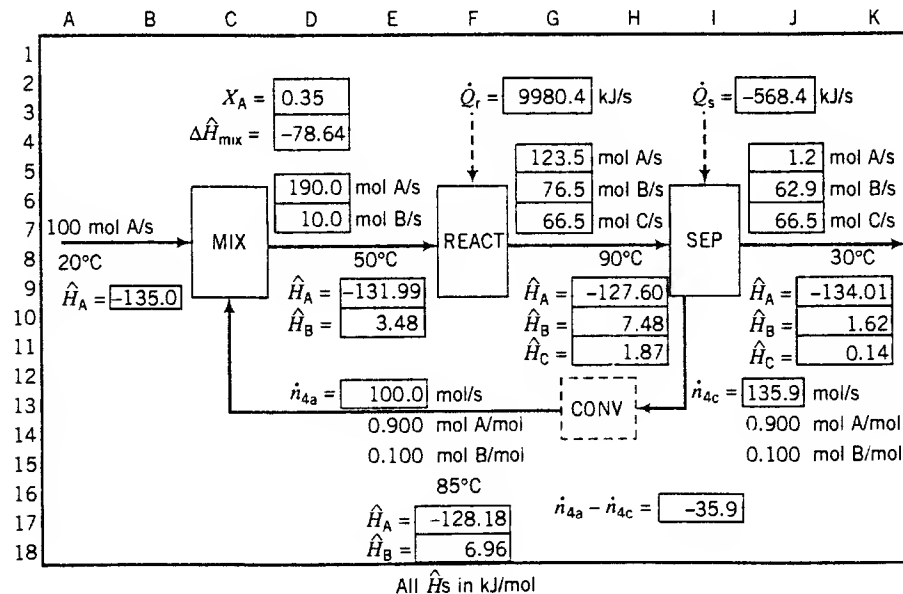 A B C D E F G H I J K
1
2
3 X_A = 0.35 Q̇_r = 9980.4 kJ/s Q̇_s = -568.4 kJ/s
4 ΔĤ_mix = -78.64
5 123.5 mol A/s 1.2 mol A/s
6 190.0 mol A/s 76.5 mol B/s 62.9 mol B/s
7 100 mol A/s MIX 10.0 mol B/s REACT 66.5 mol C/s SEP 66.5 mol C/s
8 20°C 50°C 90°C 30°C
9 Ĥ_A = -135.0 Ĥ_A = -131.99 Ĥ_A = -127.60 Ĥ_A = -134.01
10 Ĥ_B = 3.48 Ĥ_B = 7.48 Ĥ_B = 1.62
11 Ĥ_C = 1.87 Ĥ_C = 0.14
12
13 ṅ_4a = 100.0 mol/s CONV ṅ_4c = 135.9 mol/s
14 0.900 mol A/mol 0.900 mol A/mol
15 0.100 mol B/mol 0.100 mol B/mol
16 85°C
17 Ĥ_A = -128.18 ṅ_4a – ṅ_4c = -35.9
18 Ĥ_B = 6.96
All Ĥs in kJ/mol